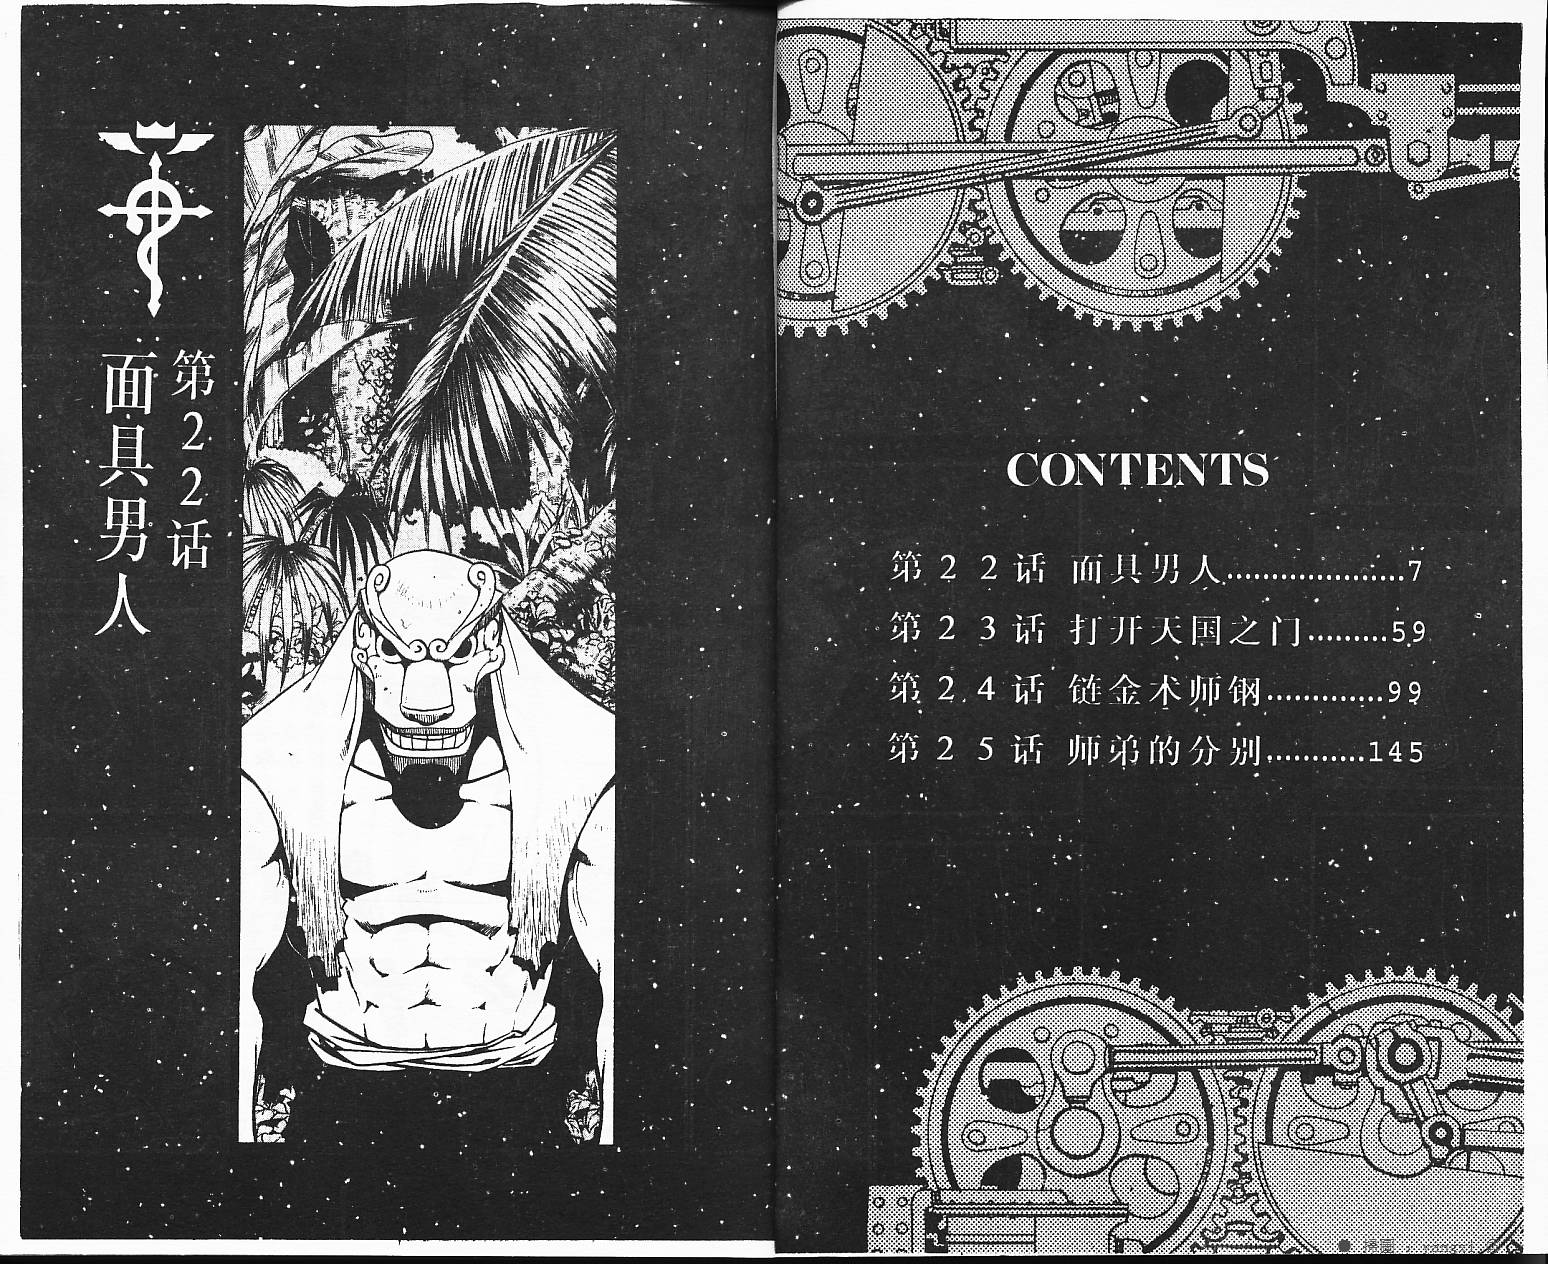 CONTENTS
第22话 面具男人....................7
第23话 打开天国之门.........59
第24话 链金术师钢.............99
第25话 师弟的分别...........145
第22话
面具男人